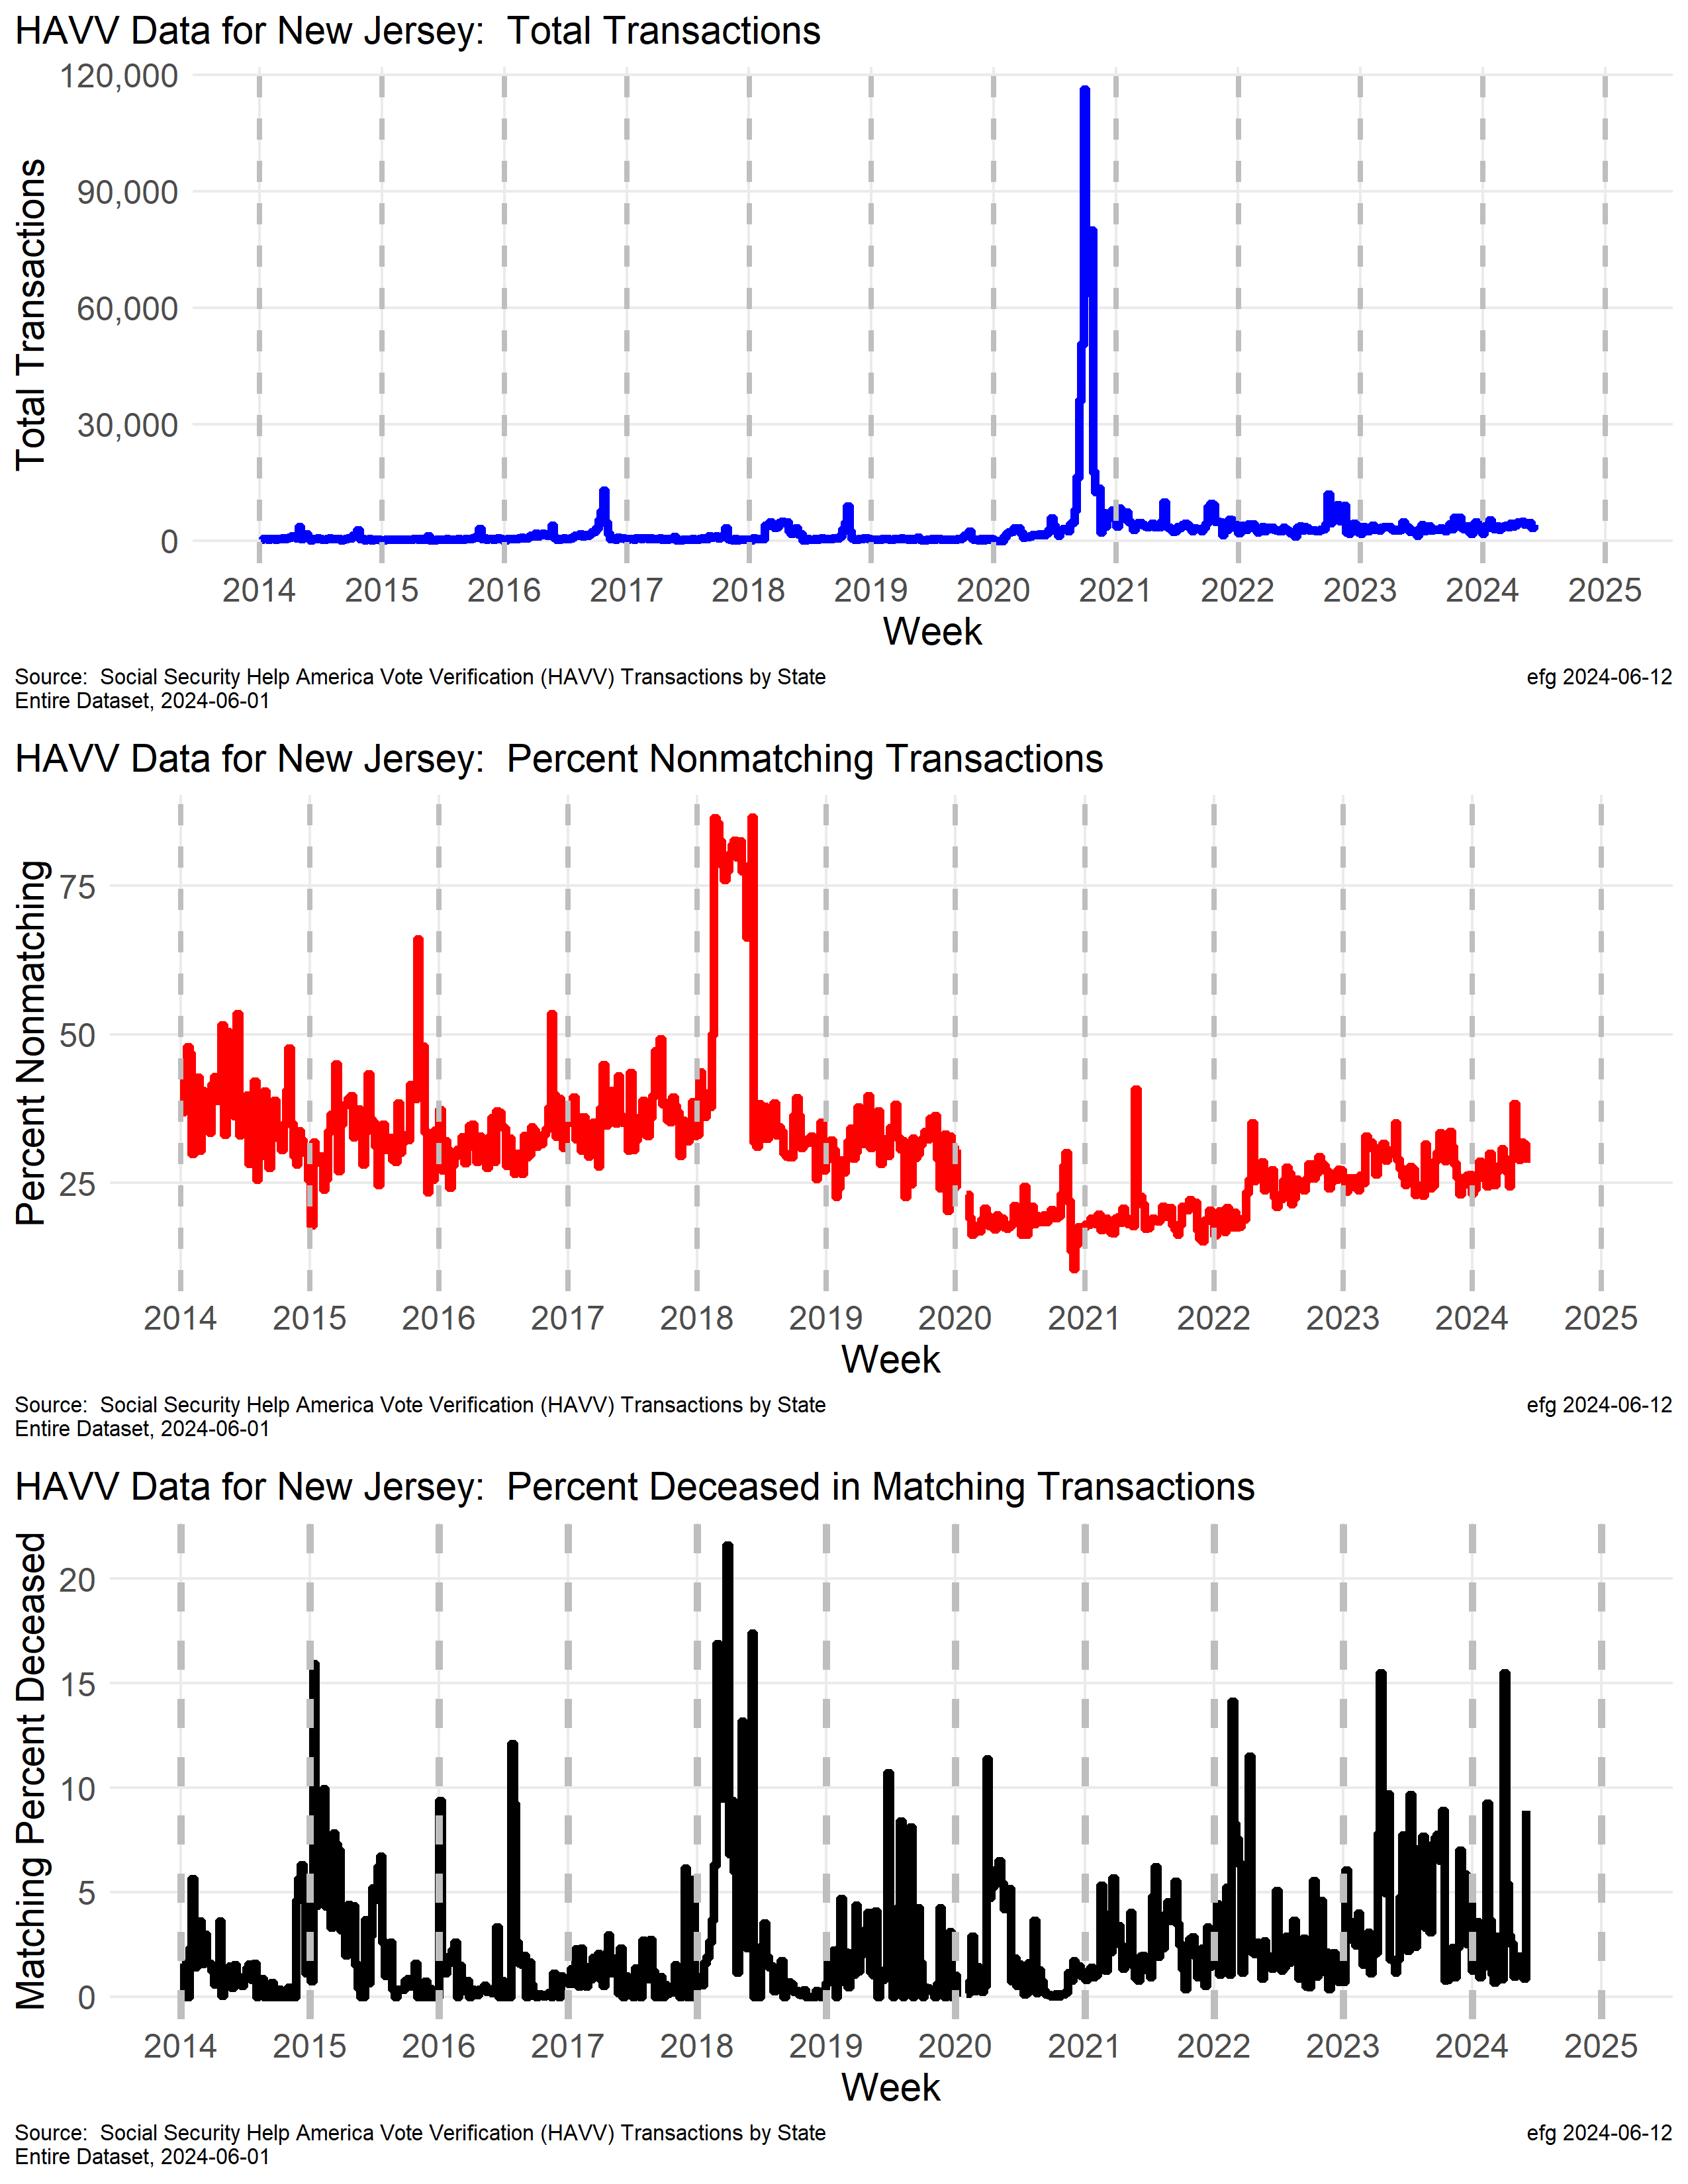 HAVV Data for New Jersey:  Total Transactions
Total Transactions
120,000
90,000
60,000
30,000
0
2014 2015 2016 2017 2018 2019 2020 2021 2022 2023 2024 2025
Week
Source:  Social Security Help America Vote Verification (HAVV) Transactions by State
Entire Dataset, 2024-06-01
efg 2024-06-12
HAVV Data for New Jersey:  Percent Nonmatching Transactions
Percent Nonmatching
75
50
25
2014 2015 2016 2017 2018 2019 2020 2021 2022 2023 2024 2025
Week
Source:  Social Security Help America Vote Verification (HAVV) Transactions by State
Entire Dataset, 2024-06-01
efg 2024-06-12
HAVV Data for New Jersey:  Percent Deceased in Matching Transactions
Matching Percent Deceased
20
15
10
5
0
2014 2015 2016 2017 2018 2019 2020 2021 2022 2023 2024 2025
Week
Source:  Social Security Help America Vote Verification (HAVV) Transactions by State
Entire Dataset, 2024-06-01
efg 2024-06-12